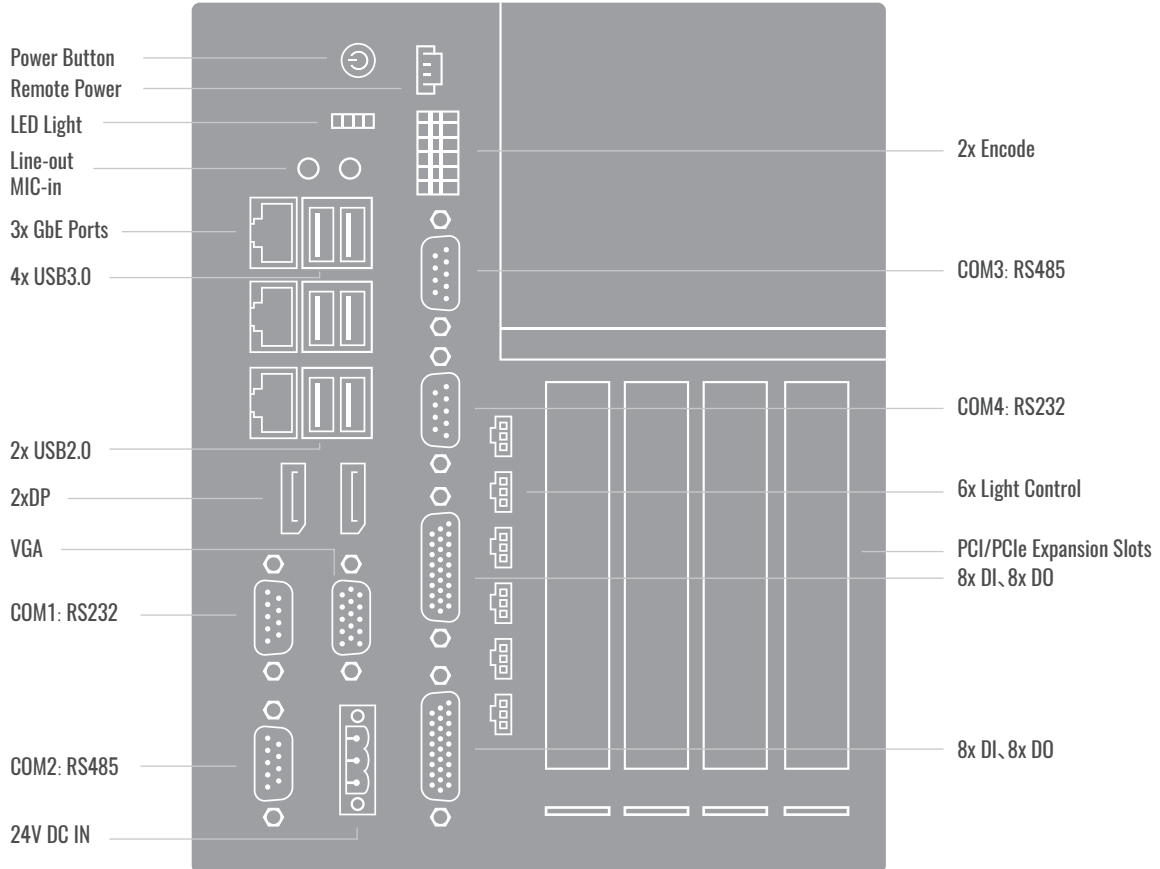 Power Button
Remote Power
LED Light
Line-out
MIC-in
3x GbE Ports
4x USB3.0
2x USB2.0
2xDP
VGA
COM1: RS232
COM2: RS485
24V DC IN
2x Encode
COM3: RS485
COM4: RS232
6x Light Control
PCI/PCIe Expansion Slots
8x DI、8x DO
8x DI、8x DO